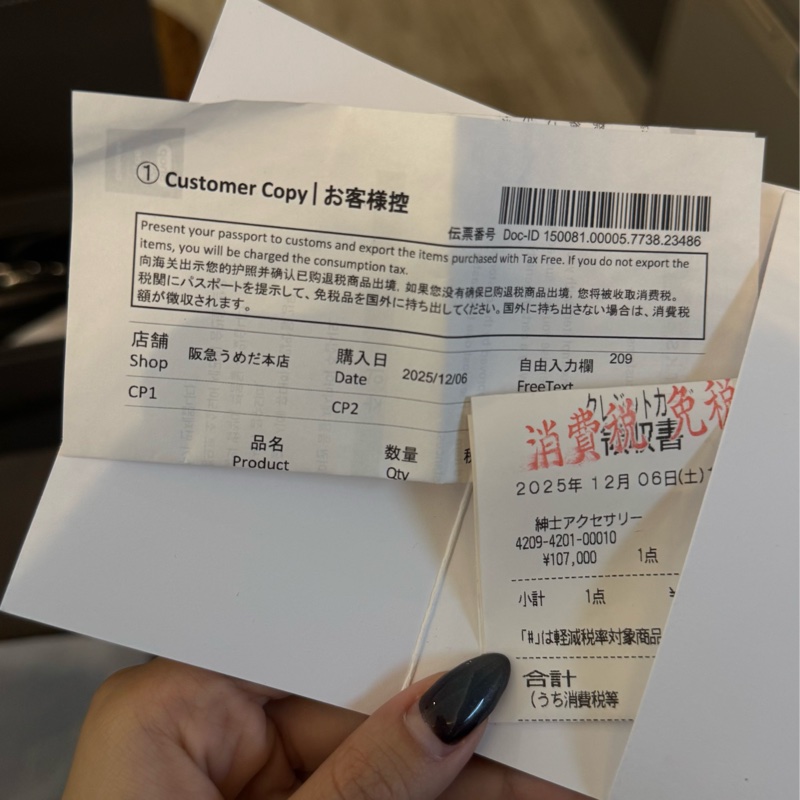 ① Customer Copy | お客様控
伝票番号 Doc-ID 150081.00005.7738.23486
Present your passport to customs and export the items purchased with Tax Free. If you do not export the
items, you will be charged the consumption tax.
向海关出示您的护照并确认已购退税商品出境，如果您没有确保已购退税商品出境，您将被收取消费税。
税関にパスポートを提示して、免税品を国外に持ち出してください。国外に持ち出さない場合は、消費税
額が徴収されます。
店舗 阪急うめだ本店 購入日 自由入力欄 209
Shop Date 2025/12/06 FreeText
CP1 CP2
品名 数量
Product Qty
クレジットカ
消費税 免税
領収書
2025年12月06日(土)
紳士アクセサリー
4209-4201-00010
¥107,000 1点
小計 1点
「#」は軽減税率対象商品
合計
(うち消費税等